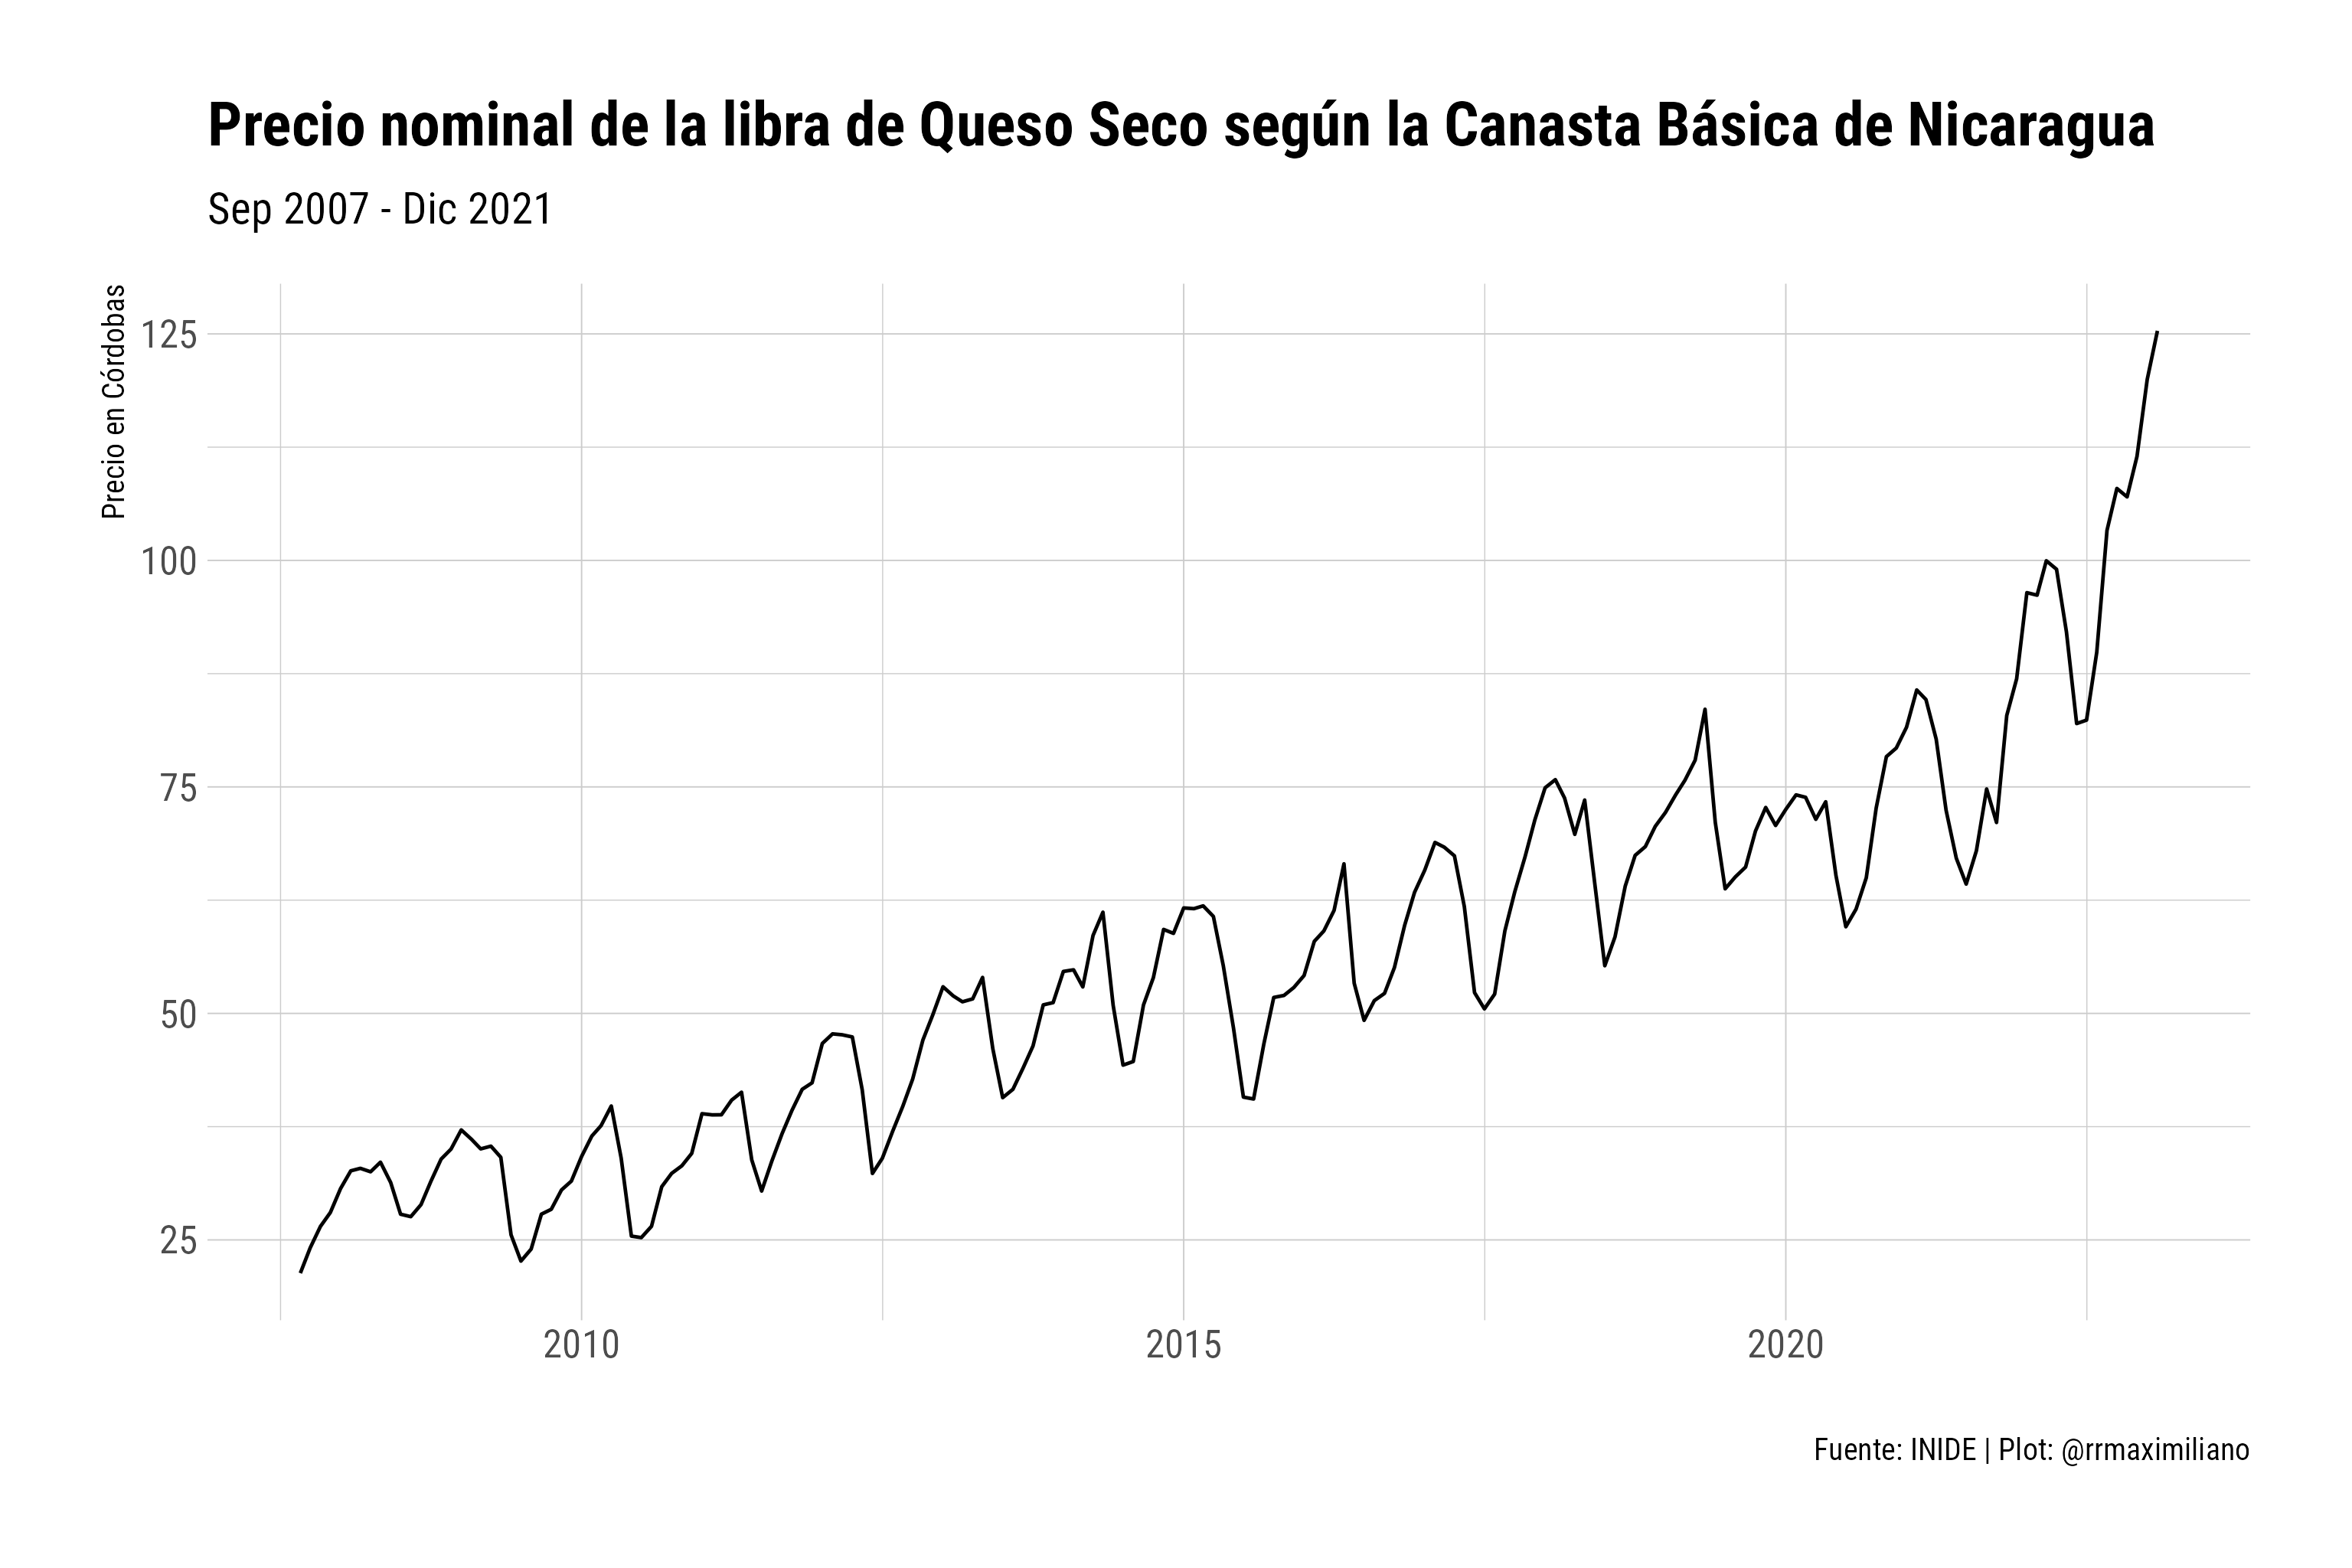 Precio nominal de la libra de Queso Seco según la Canasta Básica de Nicaragua
Sep 2007 - Dic 2021
Precio en Córdobas
125
100
75
50
25
2010
2015
2020
Fuente: INIDE | Plot: @rrmaximiliano